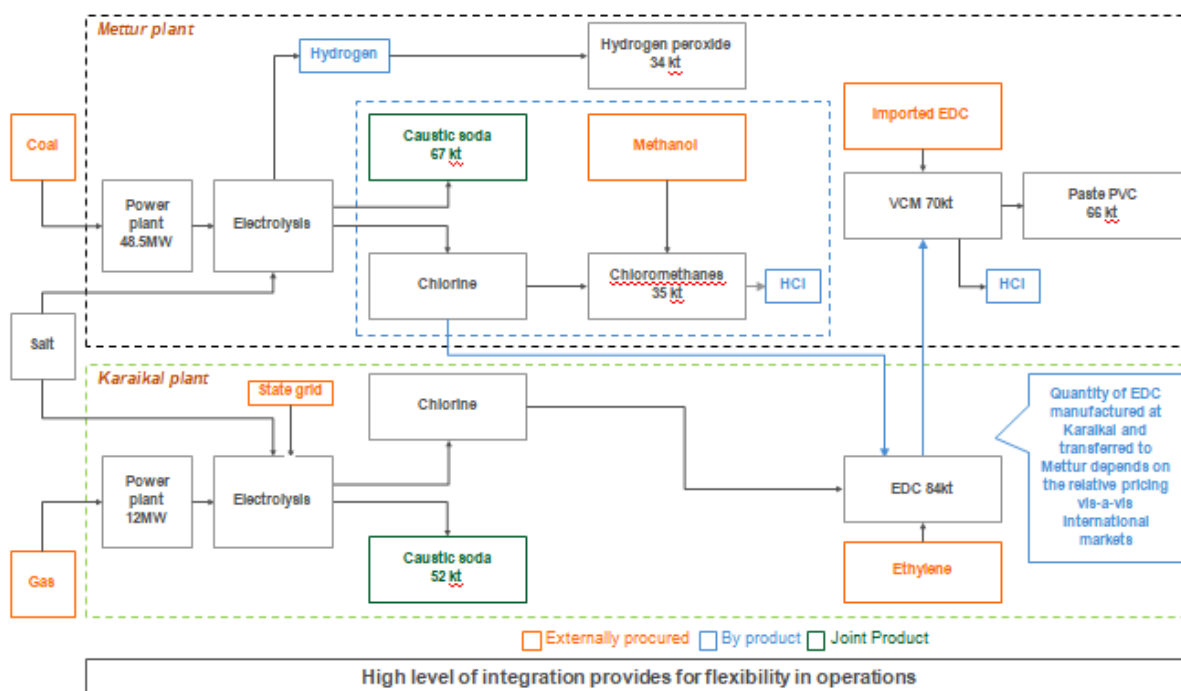 Mettur plant
Hydrogen
Hydrogen peroxide
34 kt
Coal
Caustic soda
67 kt
Methanol
Imported EDC
Power
plant
48.5MW
Electrolysis
VCM 70kt
Paste PVC
66 kt
Chlorine
Chloromethanes
35 kt
HCl
HCl
Salt
Karaikal plant
State grid
Chlorine
Quantity of EDC
manufactured at
Karaikal and
transferred to
Mettur depends on
the relative pricing
vis-a-vis
International
markets
Power
plant
12MW
Electrolysis
EDC 84kt
Gas
Caustic soda
52 kt
Ethylene
Externally procured
By product
Joint Product
High level of integration provides for flexibility in operations